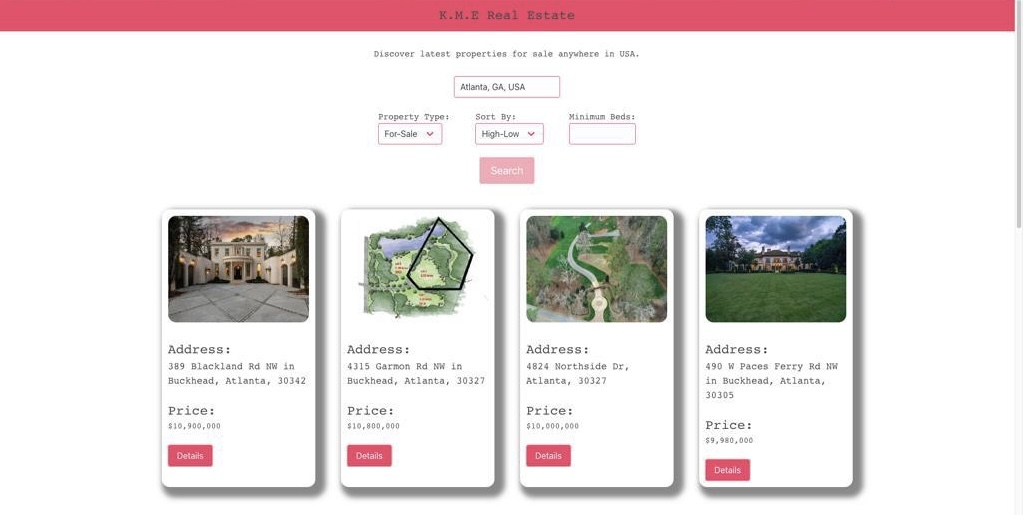 K.M.E Real Estate
Discover latest properties for sale anywhere in USA.
Atlanta, GA, USA
Property Type: Sort By: Minimum Beds:
For-Sale High-Low
Search
Address:
389 Blackland Rd NW in
Buckhead, Atlanta, 30342
Price:
$10,900,000
Details
Address:
4315 Garmon Rd NW in
Buckhead, Atlanta, 30327
Price:
$10,800,000
Details
Address:
4824 Northside Dr,
Atlanta, 30327
Price:
$10,000,000
Details
Address:
490 W Paces Ferry Rd NW
in Buckhead, Atlanta,
30305
Price:
$9,980,000
Details